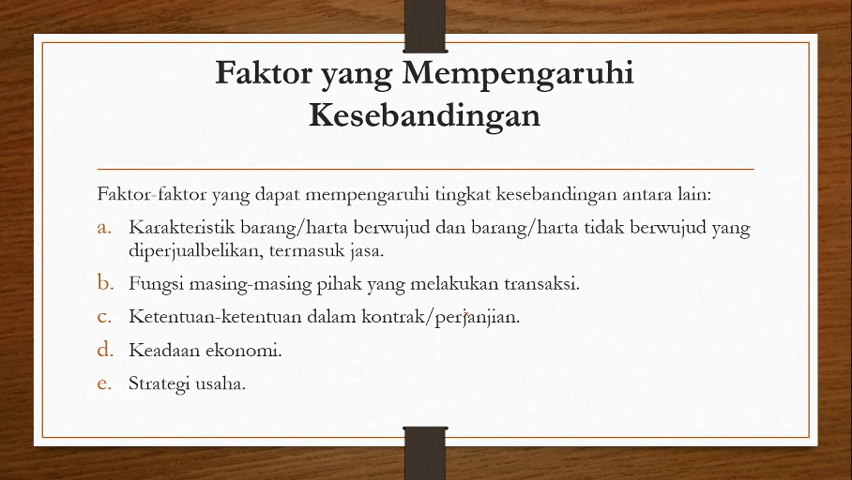 Faktor yang Mempengaruhi
Kesebandingan
Faktor-faktor yang dapat mempengaruhi tingkat kesebandingan antara lain:
a. Karakteristik barang/harta berwujud dan barang/harta tidak berwujud yang
diperjualbelikan, termasuk jasa.
b. Fungsi masing-masing pihak yang melakukan transaksi.
c. Ketentuan-ketentuan dalam kontrak/perjanjian.
d. Keadaan ekonomi.
e. Strategi usaha.